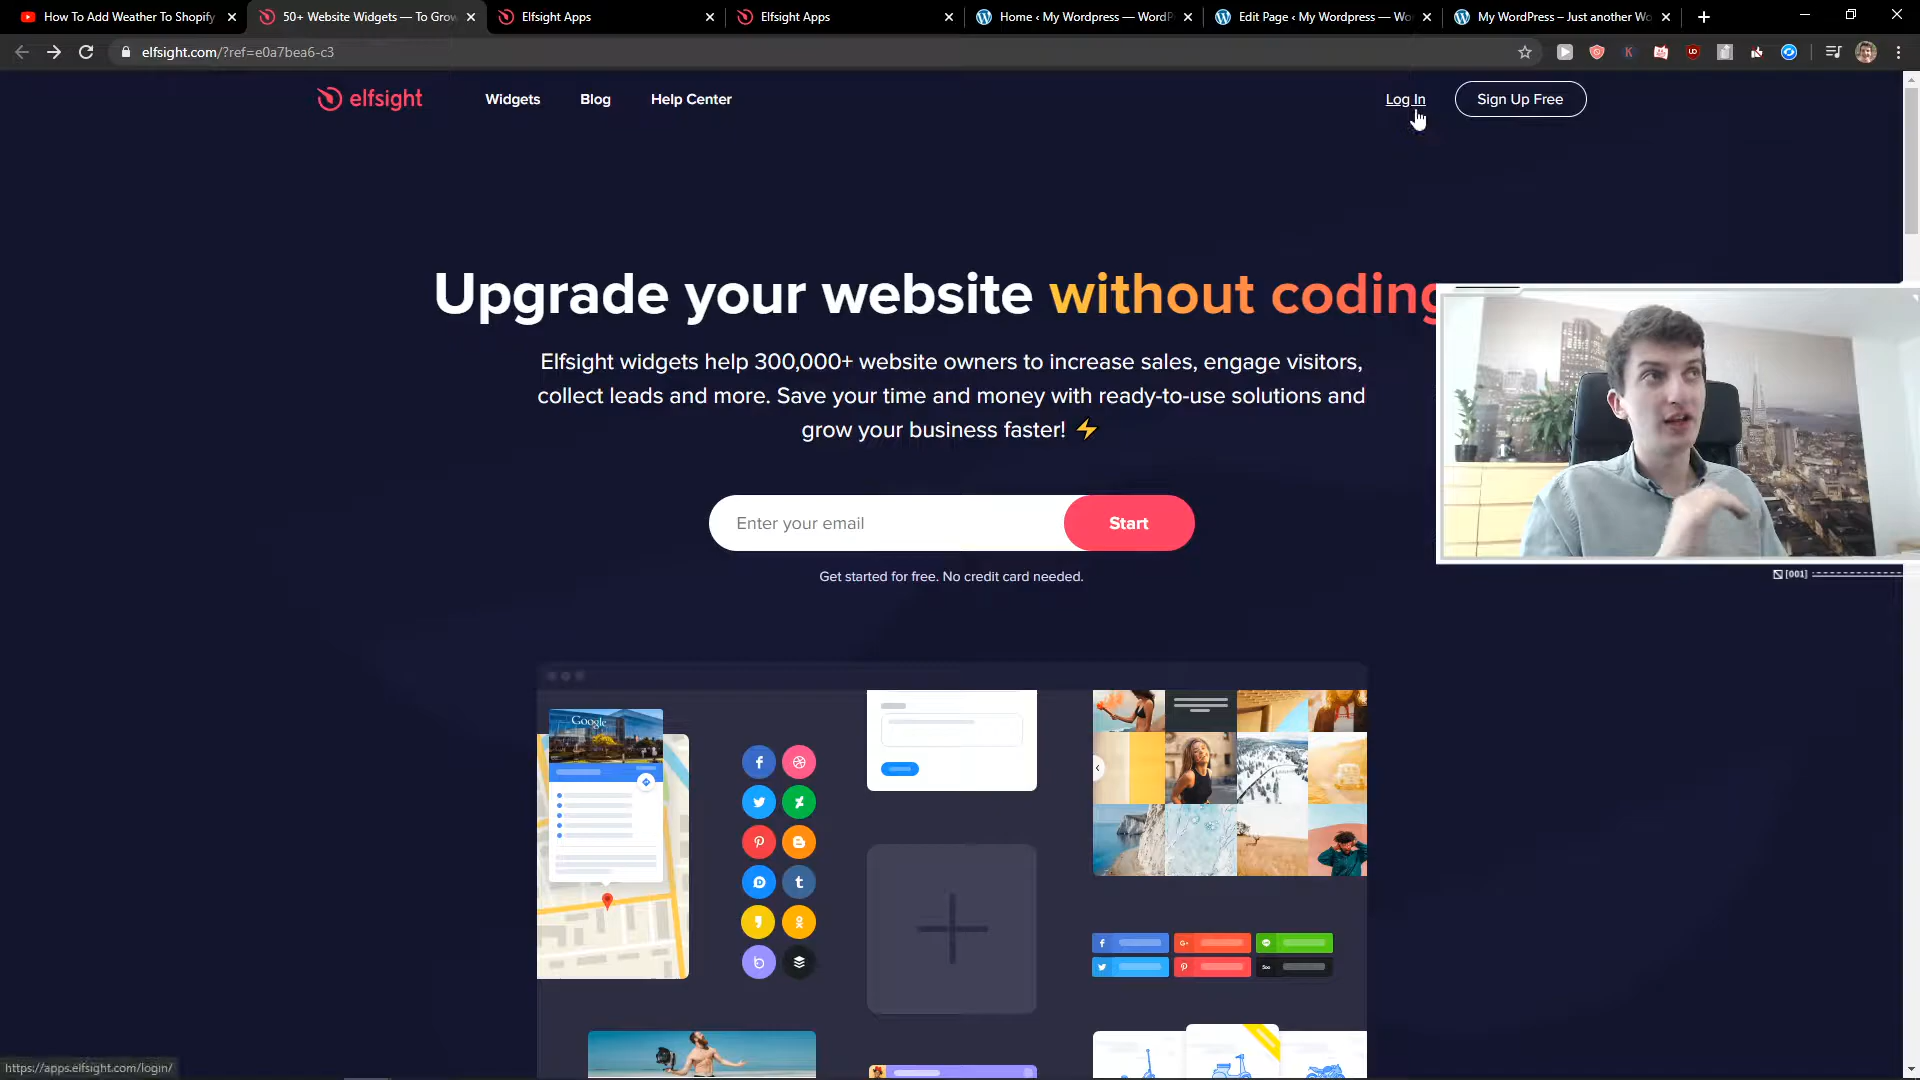 How To Add Weather To Shopify
50+ Website Widgets — To Grow
Elfsight Apps
Elfsight Apps
Home ‹ My Wordpress — WordP
Edit Page ‹ My Wordpress — Wo
My WordPress – Just another Wo
elfsight.com/?ref=e0a7bea6-c3
elfsight
Widgets
Blog
Help Center
Log In
Sign Up Free
Upgrade your website without coding
Elfsight widgets help 300,000+ website owners to increase sales, engage visitors,
collect leads and more. Save your time and money with ready-to-use solutions and
grow your business faster! ⚡
Enter your email
Start
Get started for free. No credit card needed.
[001]
Google
https://apps.elfsight.com/login/